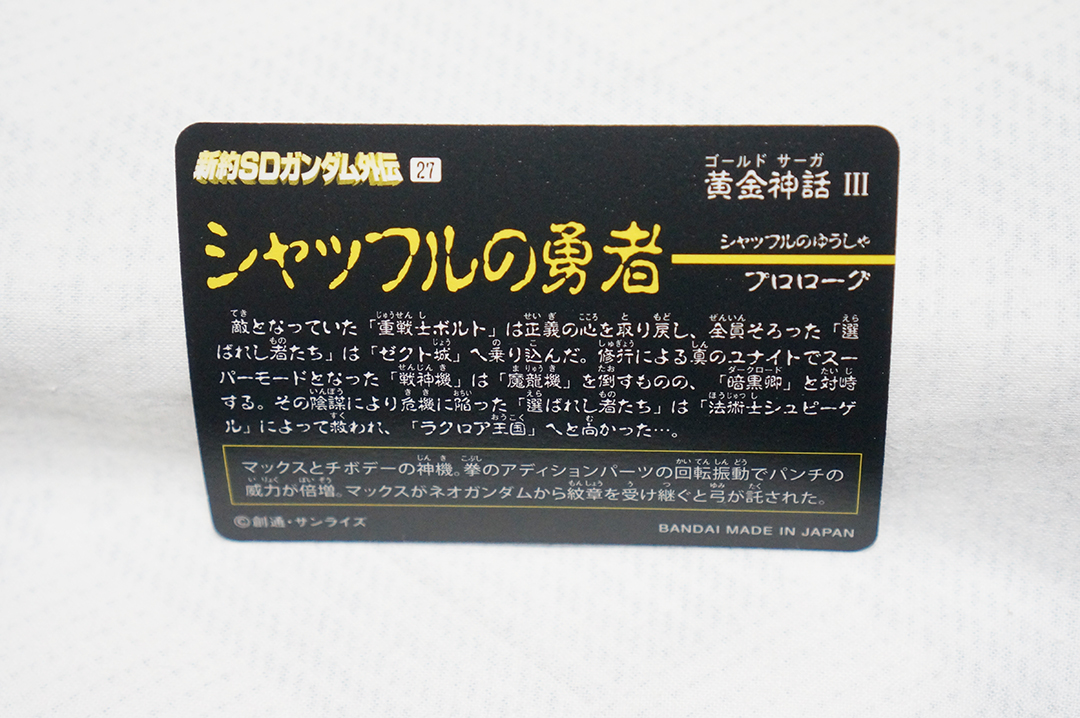 新約SDガンダム外伝 27
ゴールド サーガ
黄金神話 III
シャッフルの勇者
シャッフルのゆうしゃ
プロローグ
敵となっていた「重戦士ボルト」は正義の心を取り戻し、全員そろった「選
ばれし者たち」は「ゼクト城」へ乗り込んだ。修行による真のユナイトでスー
パーモードとなった「戦神機」は「魔龍機」を倒すものの、「暗黒卿」と対峙
する。その陰謀により危機に陥った「選ばれし者たち」は「法術士シュピーゲ
ル」によって救われ、「ラクロア王国」へと向かった…。
マックスとチボデーの神機。拳のアディションパーツの回転振動でパンチの
威力が倍増。マックスがネオガンダムから紋章を受け継ぐと弓が託された。
©創通・サンライズ
BANDAI MADE IN JAPAN